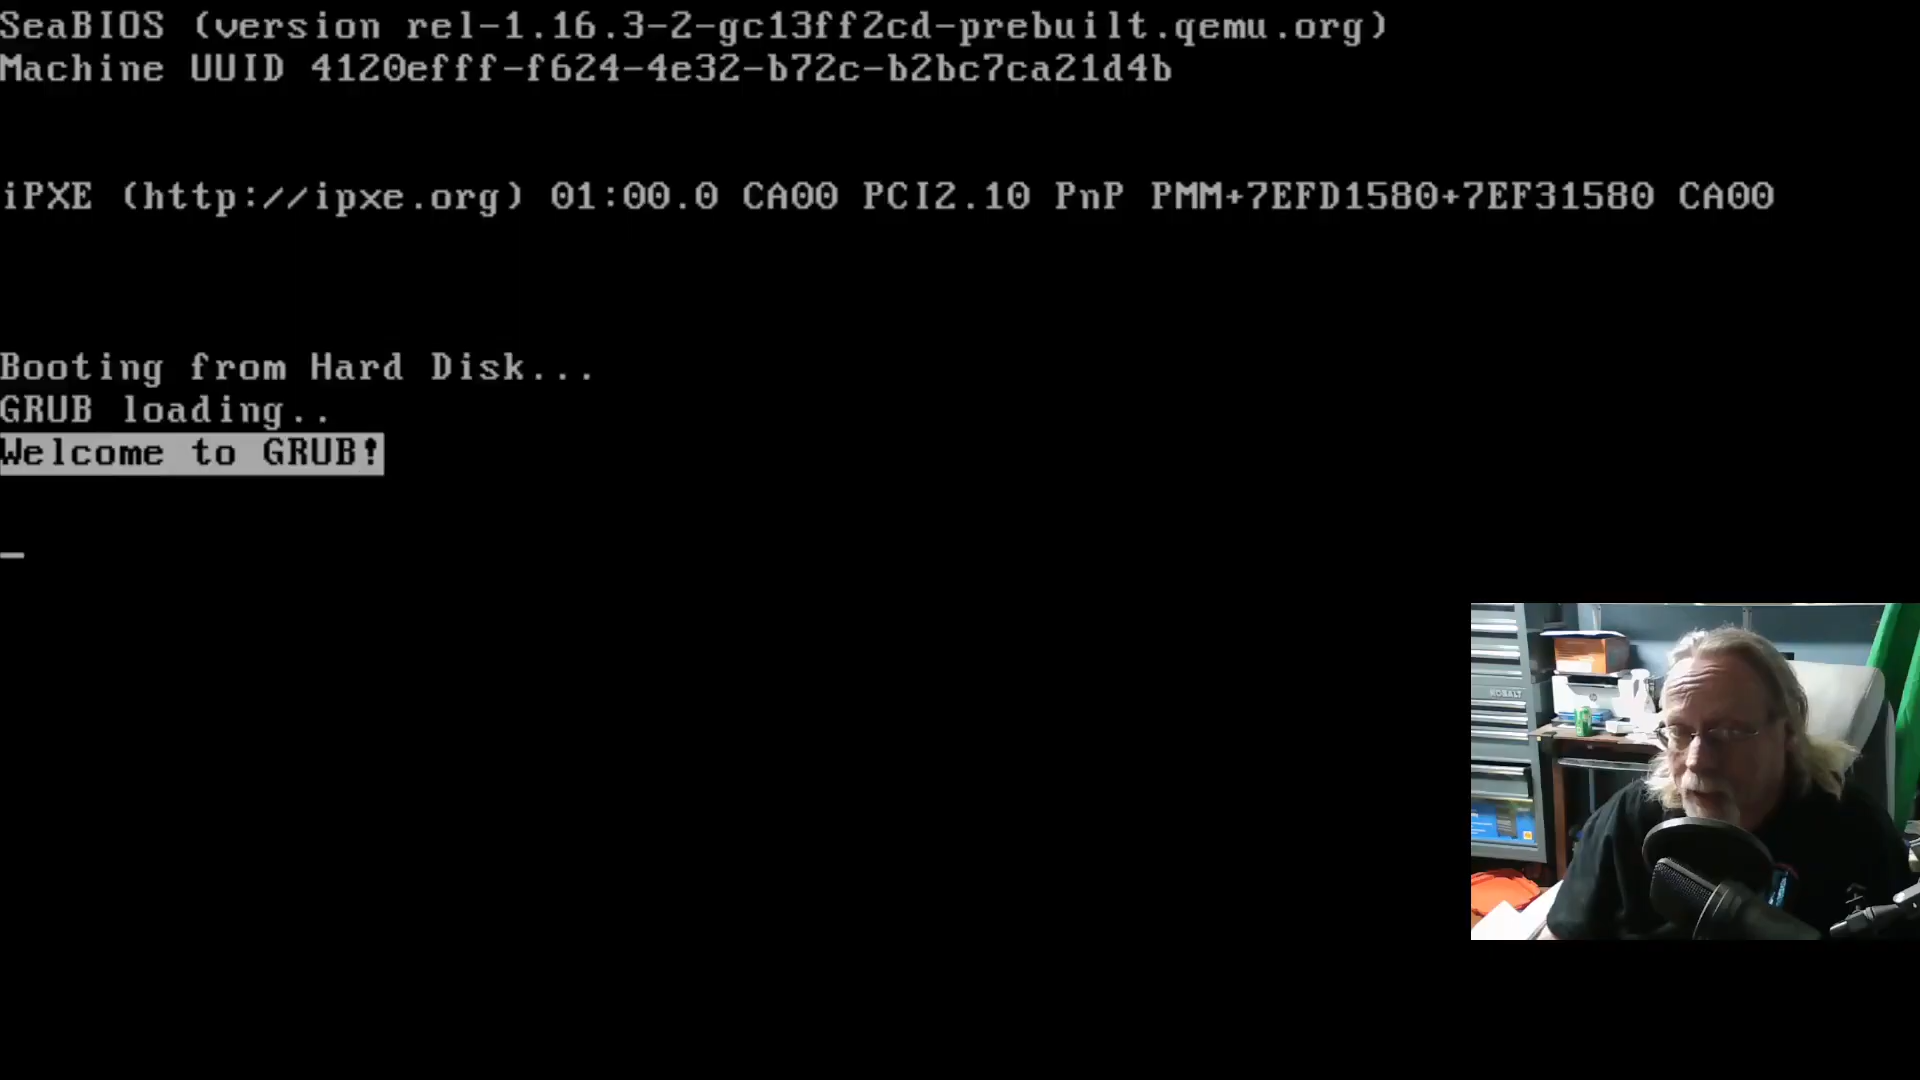 SeaBIOS (version rel-1.16.3-2-gc13ff2cd-prebuilt.qemu.org)
Machine UUID 4120efff-f624-4e32-b72c-b2bc7ca21d4b
iPXE (http://ipxe.org) 01:00.0 CA00 PCI2.10 PnP PMM+7EFD1580+7EF31580 CA00
Booting from Hard Disk...
GRUB loading..
Welcome to GRUB!
KOBALT